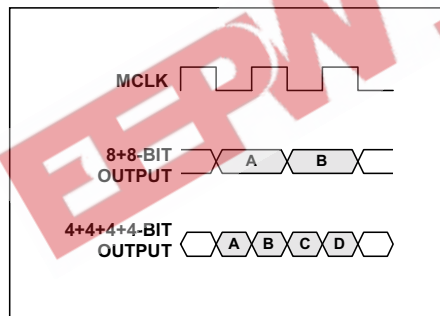 EEPW
MCLK
8+8-BIT
OUTPUT
A B
4+4+4+4-BIT
OUTPUT
A B C D